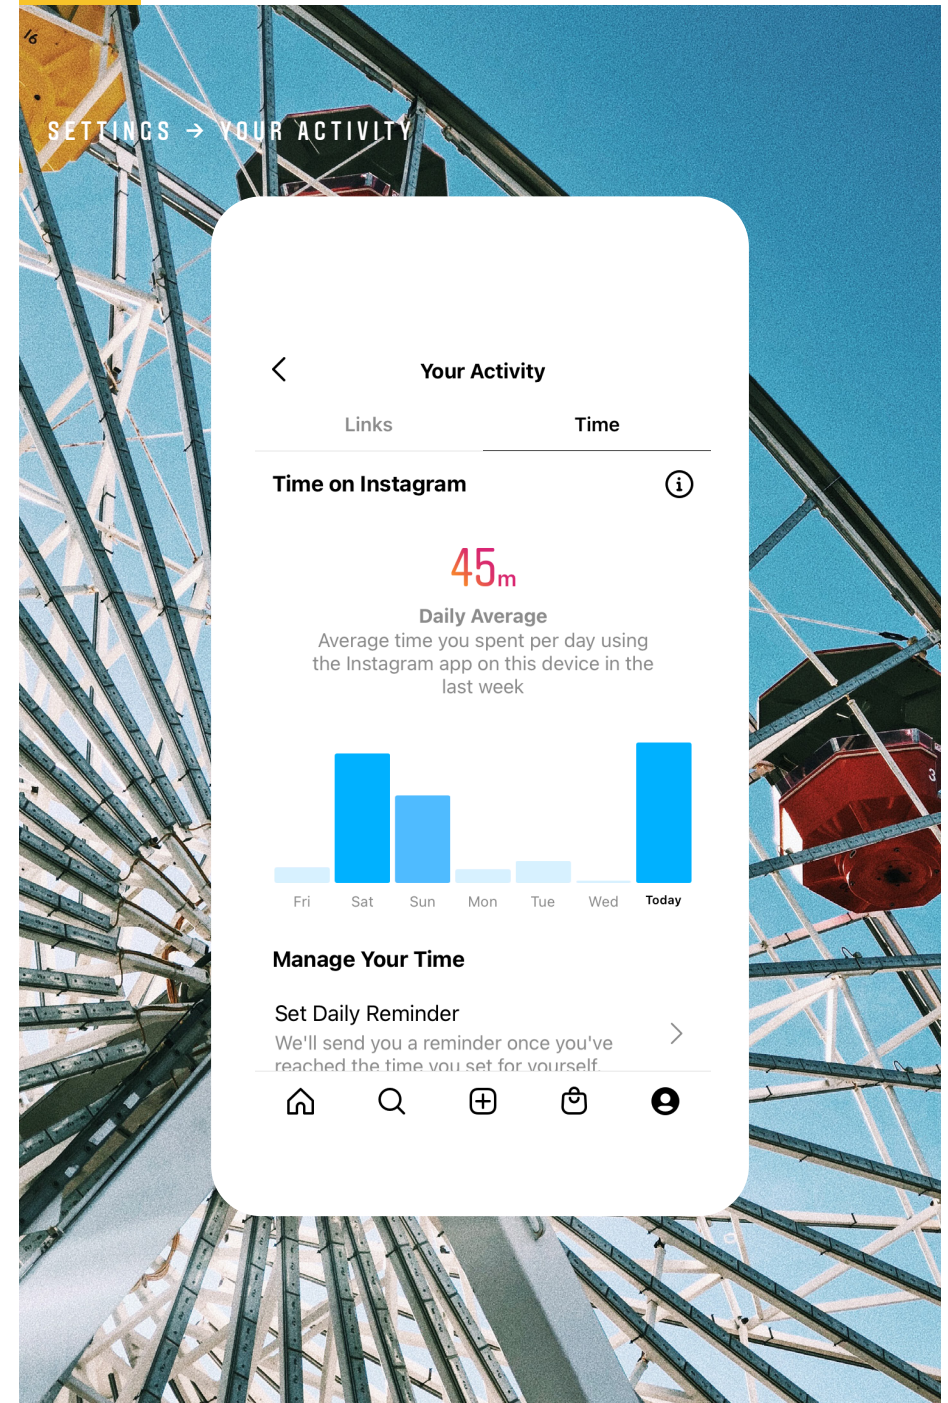 16
SETTINGS → YOUR ACTIVITY
Your Activity
Links Time
Time on Instagram
45m
Daily Average
Average time you spent per day using
the Instagram app on this device in the
last week
3
Fri Sat Sun Mon Tue Wed Today
Manage Your Time
Set Daily Reminder
We'll send you a reminder once you've
reached the time you set for yourself.